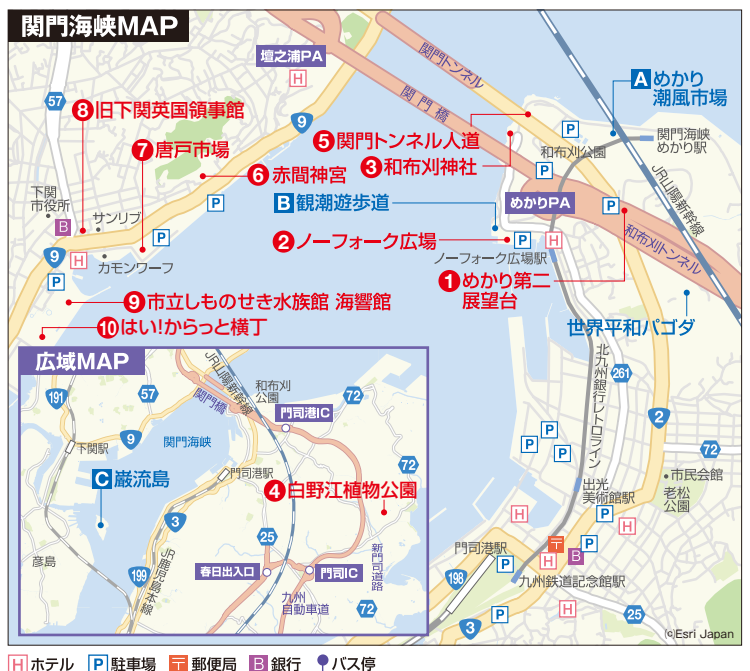 関門海峡MAP
壇之浦PA
H
関門トンネル
関門橋
A めかり
潮風市場
57
8 旧下関英国領事館
9
5 関門トンネル人道
P
関門海峡
めかり駅
7 唐戸市場
3 和布刈神社
和布刈公園
P
JR山陽新幹線
6 赤間神宮
下関
市役所
B
サンリブ
P
B 観潮遊歩道
めかりPA
P
P
2 ノーフォーク広場
P
H
和布刈トンネル
9
H
カモンワーフ
ノーフォーク広場駅
P
1 めかり第二
展望台
9 市立しものせき水族館 海響館
10 はい!からっと横丁
世界平和パゴダ
北九州銀行レトロライン
261
2
P
P
P
72
市民会館
老松
公園
出光
美術館駅
P
H
H
門司港駅
〒
B
P
H
P
198
九州鉄道記念館駅
H
P
3
25
(c)Esri Japan
広域MAP
JR山陽新幹線
和布刈
公園
72
191
57
関門橋
門司港IC
9
下関駅
関門海峡
72
C 巌流島
門司港駅
4 白野江植物公園
3
25
彦島
JR鹿児島本線
新門司道路
199
春日出入口
門司IC
九州
自動車道
72
H ホテル P 駐車場 〒 郵便局 B 銀行 バス停